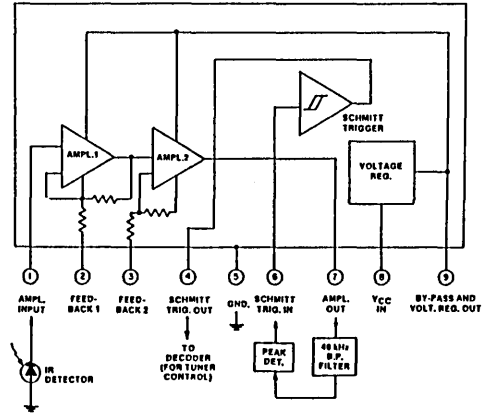 SCHMITT
TRIGGER
AMPL.1
AMPL.2
VOLTAGE
REG.
1
2
3
4
5
6
7
8
9
AMPL.
INPUT
FEED-
BACK 1
FEED-
BACK 2
SCHMITT
TRIG. OUT
GND.
SCHMITT
TRIG. IN
AMPL.
OUT
VCC
IN
BY-PASS AND
VOLT. REG. OUT
TO
DECODER
(FOR TUNER
CONTROL)
PEAK
DET.
40 kHz
B.P.
FILTER
IR
DETECTOR